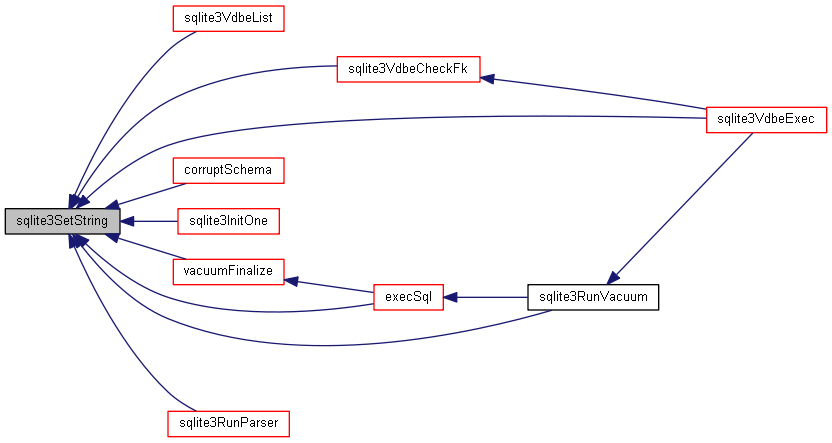 sqlite3VdbeList
sqlite3VdbeCheckFk
sqlite3VdbeExec
corruptSchema
sqlite3SetString
sqlite3InitOne
vacuumFinalize
execSql
sqlite3RunVacuum
sqlite3RunParser